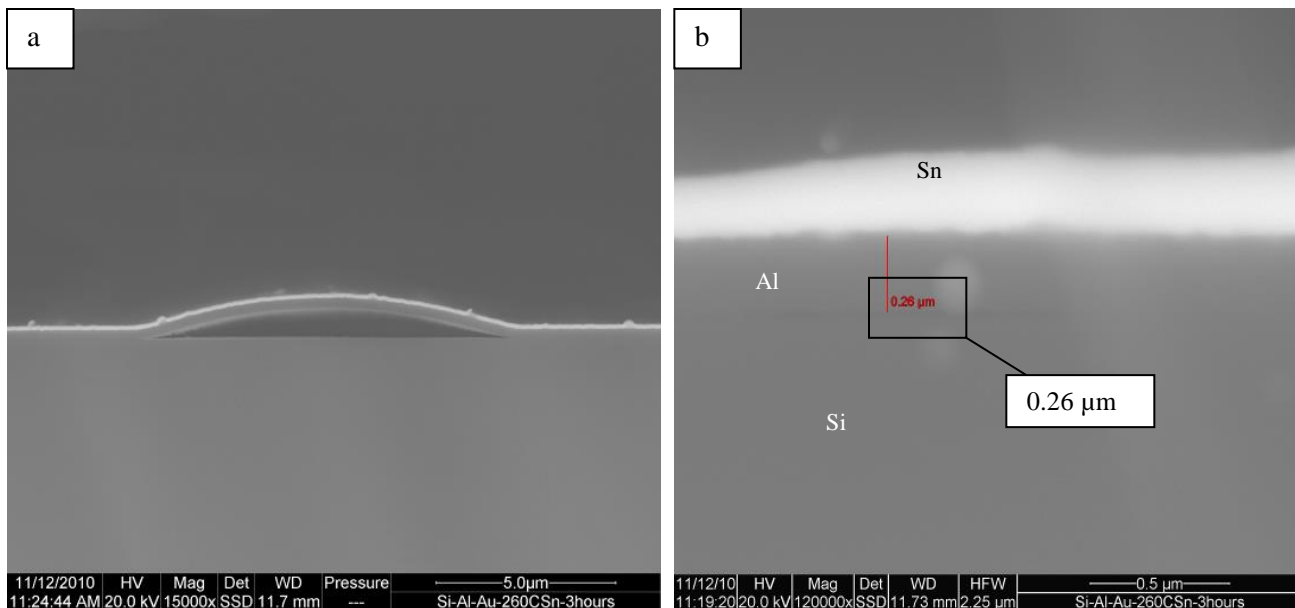 a
11/12/2010 HV Mag Det WD Pressure 5.0µm
11:24:44 AM 20.0 kV 15000x SSD 11.7 mm --- Si-Al-Au-260CSn-3hours
b
Sn
Al
0.26 µm
0.26 µm
Si
11/12/10 HV Mag Det WD HFW 0.5 µm
11:19:20 20.0 kV 120000x SSD 11.73 mm 2.25 µm Si-Al-Au-260CSn-3hours